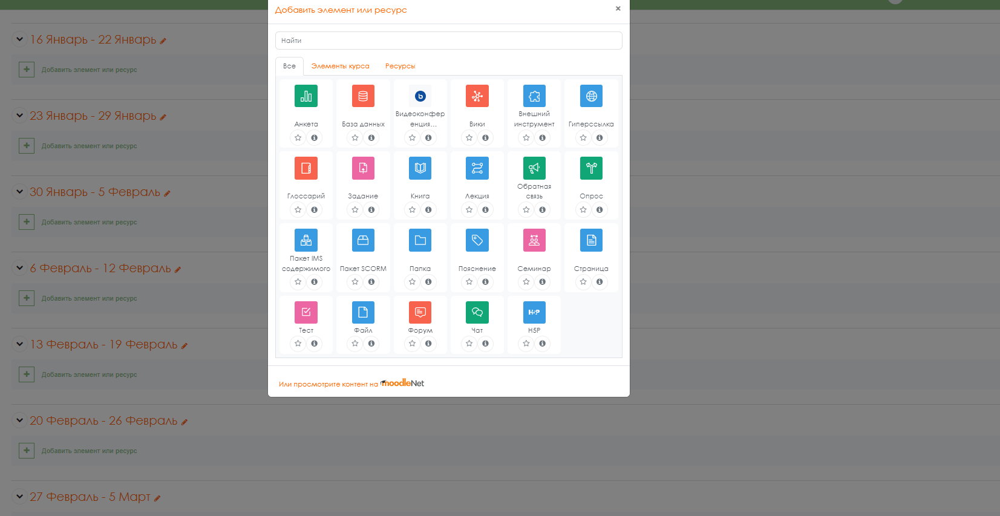 Добавить элемент или ресурс
×
Найти
Все Элементы курса Ресурсы
Анкета
База данных
Видеоконфер
енция...
Вики
Внешний
инструмент
Гиперссылка
Глоссарий
Задание
Книга
Лекция
Обратная
связь
Опрос
Пакет IMS
содержимого
Пакет SCORM
Папка
Пояснение
Семинар
Страница
Тест
Файл
Форум
Чат
H5P
H5P
Или просмотрите контент на moodleNet
16 Январь - 22 Январь
Добавить элемент или ресурс
23 Январь - 29 Январь
Добавить элемент или ресурс
30 Январь - 5 Февраль
Добавить элемент или ресурс
6 Февраль - 12 Февраль
Добавить элемент или ресурс
13 Февраль - 19 Февраль
Добавить элемент или ресурс
20 Февраль - 26 Февраль
Добавить элемент или ресурс
27 Февраль - 5 Март